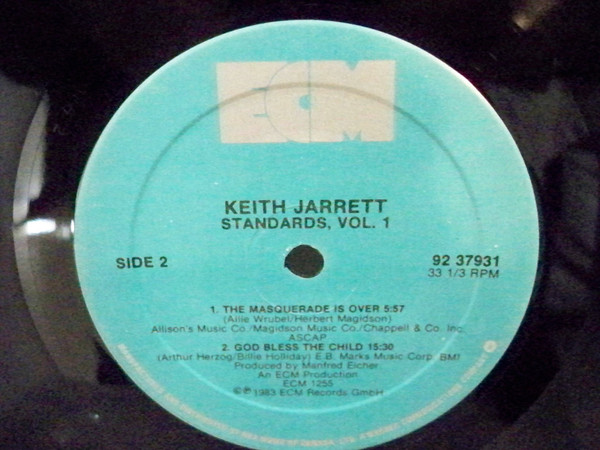 ECM
KEITH JARRETT
STANDARDS, VOL. 1
SIDE 2
92 37931
33 1/3 RPM
1. THE MASQUERADE IS OVER 5:57
(Allie Wrubel/Herbert Magidson)
Allison's Music Co./Magidson Music Co./Chappell & Co. Inc.
ASCAP
2. GOD BLESS THE CHILD 15:30
(Arthur Herzog/Billie Holliday) E.B. Marks Music Corp. BMI
Produced by Manfred Eicher
An ECM Production
ECM 1255
©℗ 1983 ECM Records GmbH